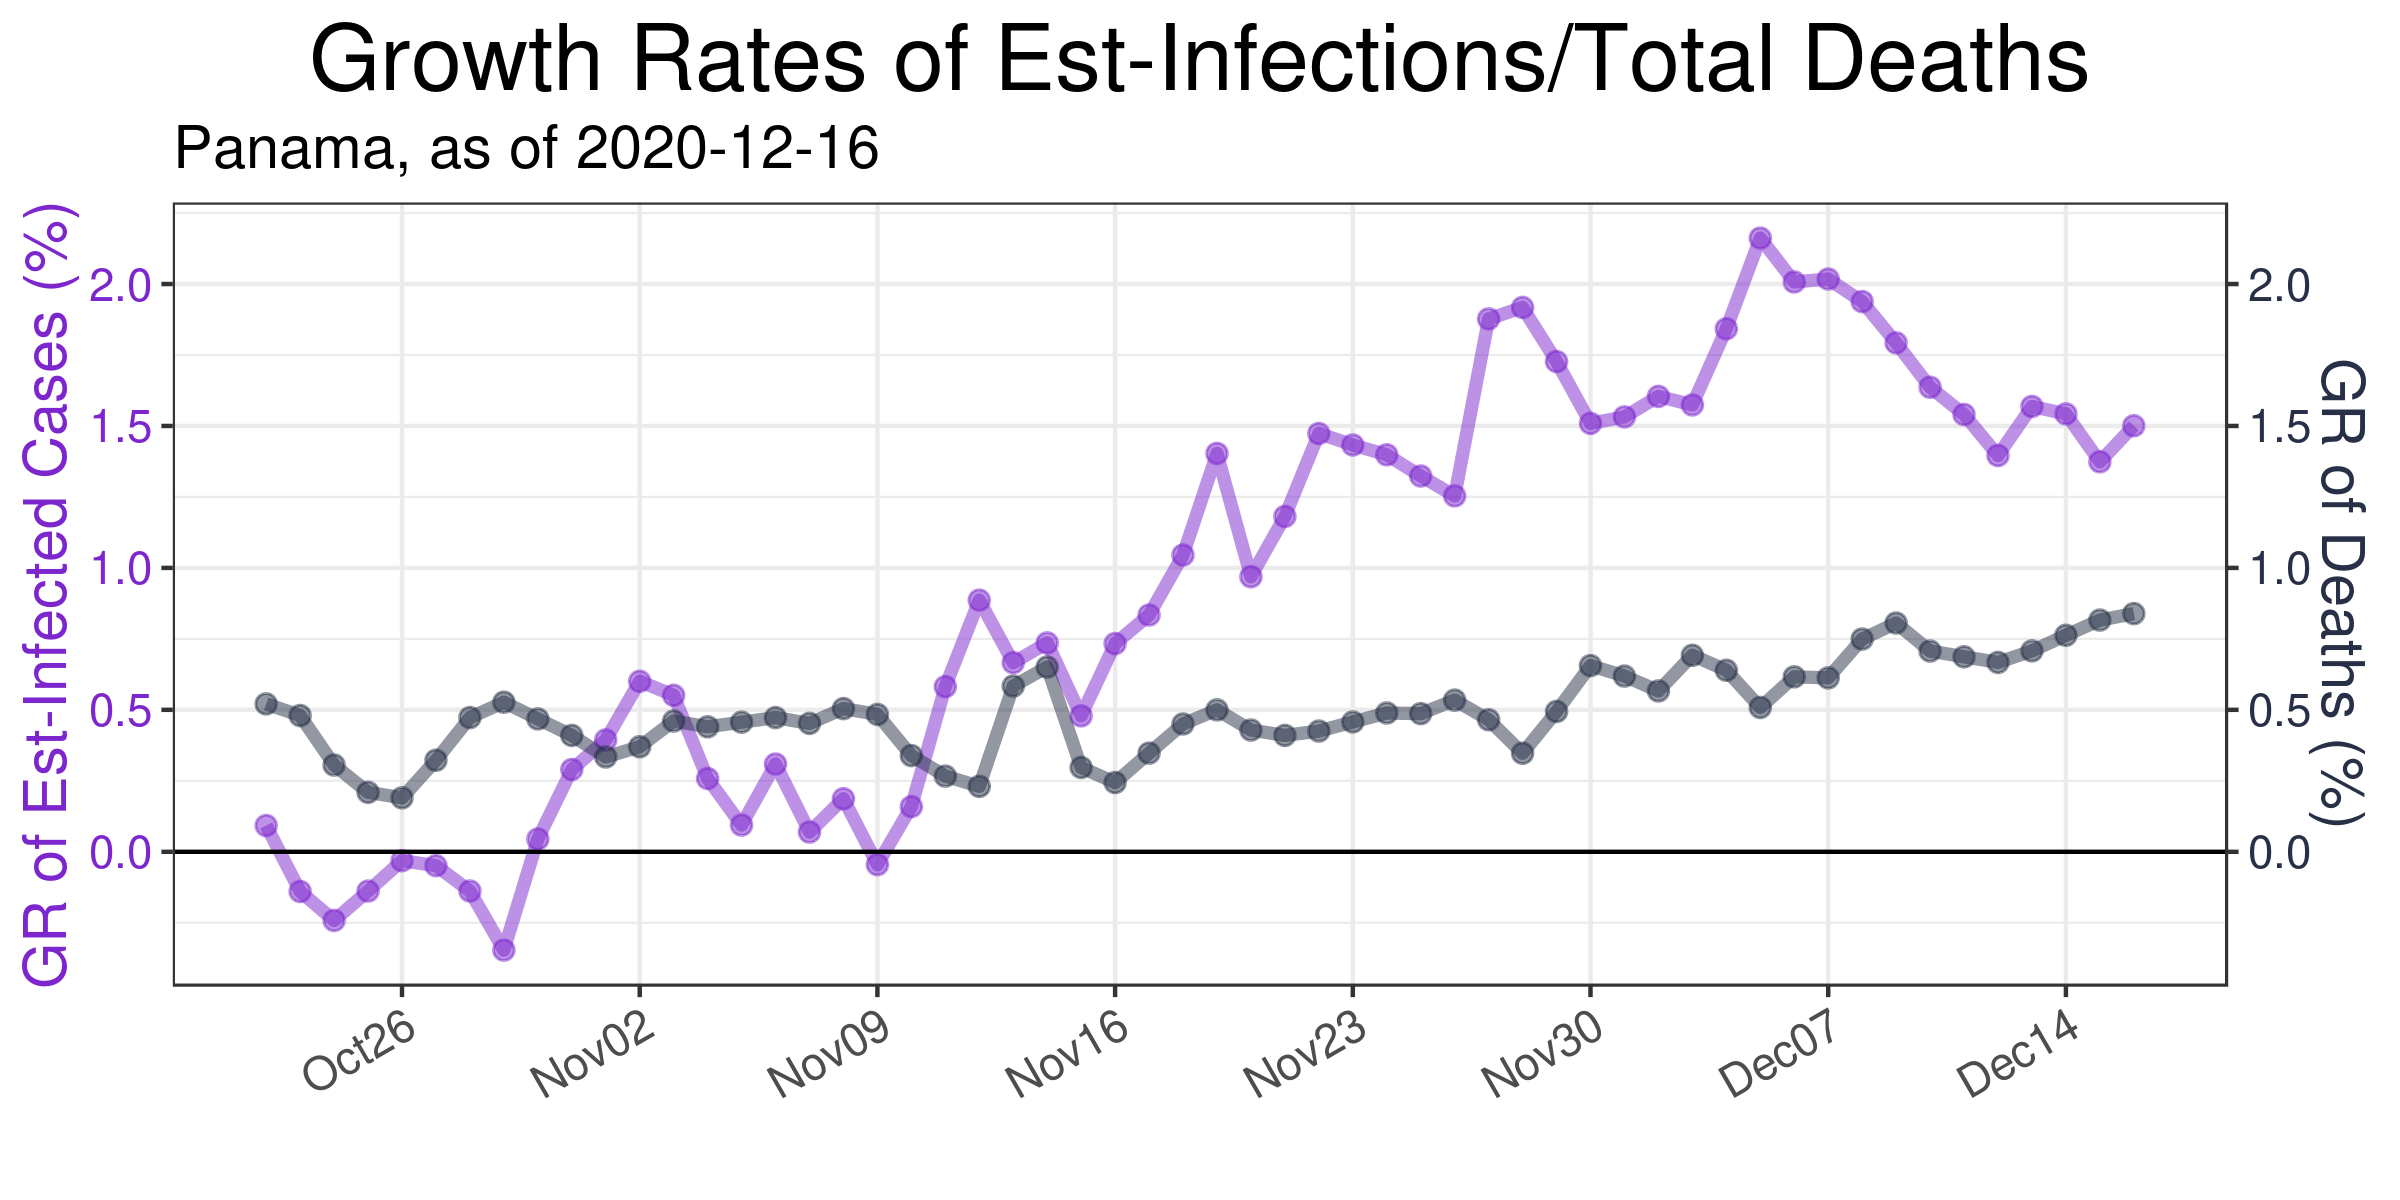 Growth Rates of Est-Infections/Total Deaths
Panama, as of 2020-12-16
GR of Est-Infected Cases (%)
2.0
1.5
1.0
0.5
0.0
2.0
1.5
1.0
0.5
0.0
GR of Deaths (%)
Oct26
Nov02
Nov09
Nov16
Nov23
Nov30
Dec07
Dec14